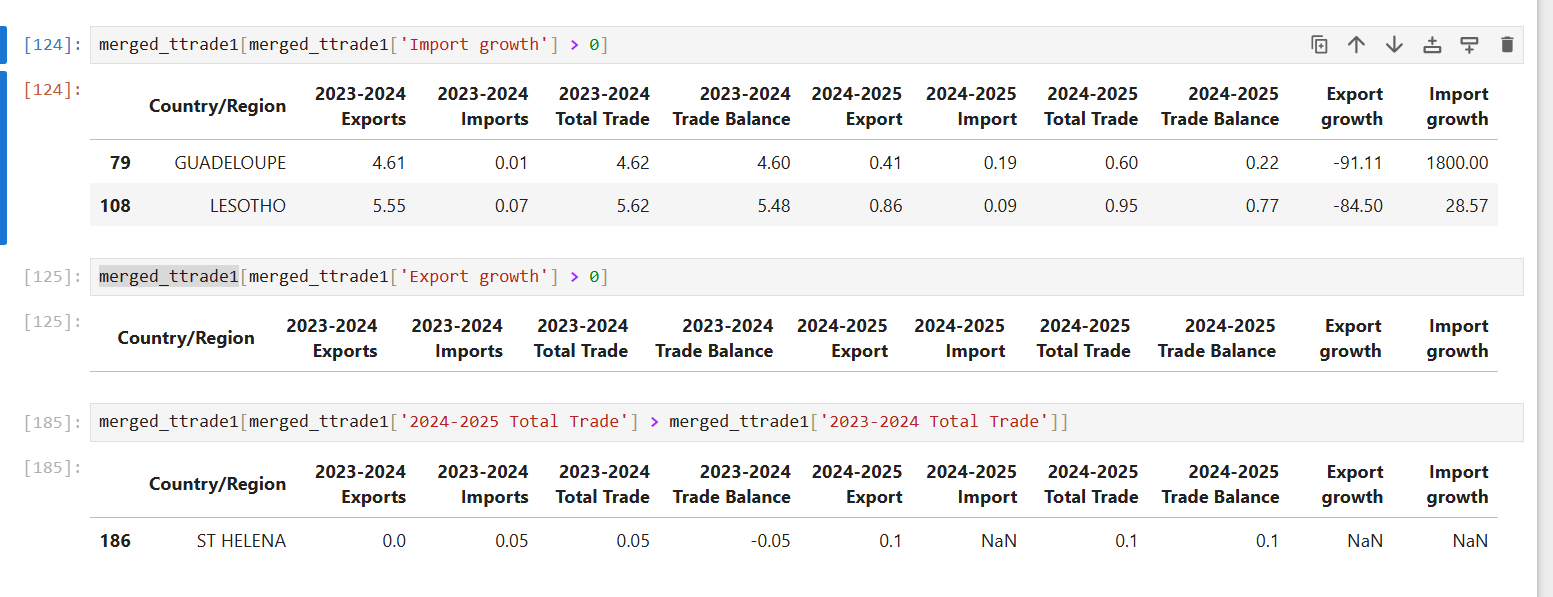 [124]: merged_ttrade1[merged_ttrade1['Import growth'] > 0]
[124]:
Country/Region 2023-2024 Exports 2023-2024 Imports 2023-2024 Total Trade 2023-2024 Trade Balance 2024-2025 Export 2024-2025 Import 2024-2025 Total Trade 2024-2025 Trade Balance Export growth Import growth
79 GUADELOUPE 4.61 0.01 4.62 4.60 0.41 0.19 0.60 0.22 -91.11 1800.00
108 LESOTHO 5.55 0.07 5.62 5.48 0.86 0.09 0.95 0.77 -84.50 28.57
[125]: merged_ttrade1[merged_ttrade1['Export growth'] > 0]
[125]:
Country/Region 2023-2024 Exports 2023-2024 Imports 2023-2024 Total Trade 2023-2024 Trade Balance 2024-2025 Export 2024-2025 Import 2024-2025 Total Trade 2024-2025 Trade Balance Export growth Import growth
[185]: merged_ttrade1[merged_ttrade1['2024-2025 Total Trade'] > merged_ttrade1['2023-2024 Total Trade']]
[185]:
Country/Region 2023-2024 Exports 2023-2024 Imports 2023-2024 Total Trade 2023-2024 Trade Balance 2024-2025 Export 2024-2025 Import 2024-2025 Total Trade 2024-2025 Trade Balance Export growth Import growth
186 ST HELENA 0.0 0.05 0.05 -0.05 0.1 NaN 0.1 0.1 NaN NaN